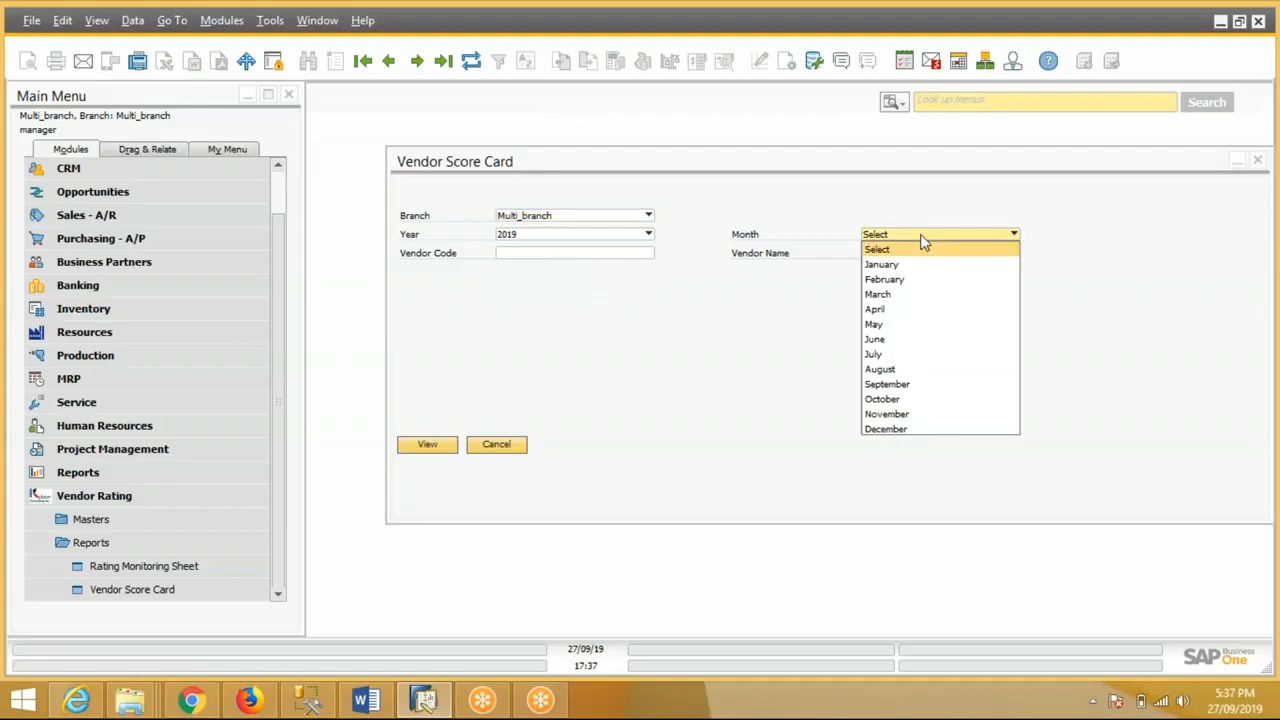 File Edit View Data Go To Modules Tools Window Help
Main Menu
Multi_branch, Branch: Multi_branch
manager
Modules Drag & Relate My Menu
CRM
Opportunities
Sales - A/R
Purchasing - A/P
Business Partners
Banking
Inventory
Resources
Production
MRP
Service
Human Resources
Project Management
Reports
Vendor Rating
Masters
Reports
Rating Monitoring Sheet
Vendor Score Card
Look up menus Search
Vendor Score Card
Branch Multi_branch
Year 2019 Month Select
Vendor Code Vendor Name
Select
January
February
March
April
May
June
July
August
September
October
November
December
View Cancel
27/09/19
17:37
SAP Business One
5:37 PM
27/09/2019